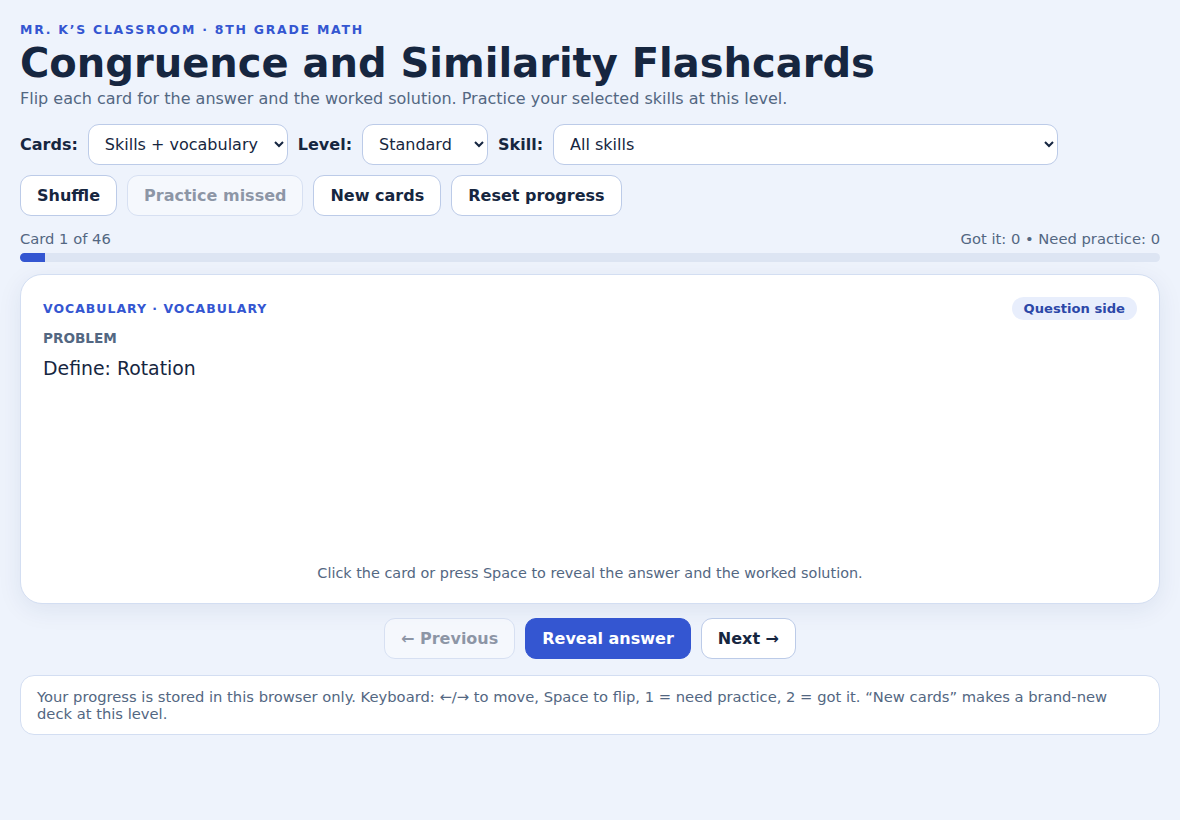 MR. K’S CLASSROOM · 8TH GRADE MATH
Congruence and Similarity Flashcards
Flip each card for the answer and the worked solution. Practice your selected skills at this level.
Cards: Skills + vocabulary Level: Standard Skill: All skills
Shuffle Practice missed New cards Reset progress
Card 1 of 46 Got it: 0 • Need practice: 0
VOCABULARY · VOCABULARY Question side
PROBLEM
Define: Rotation
Click the card or press Space to reveal the answer and the worked solution.
← Previous Reveal answer Next →
Your progress is stored in this browser only. Keyboard: ←/→ to move, Space to flip, 1 = need practice, 2 = got it. “New cards” makes a brand-new
deck at this level.